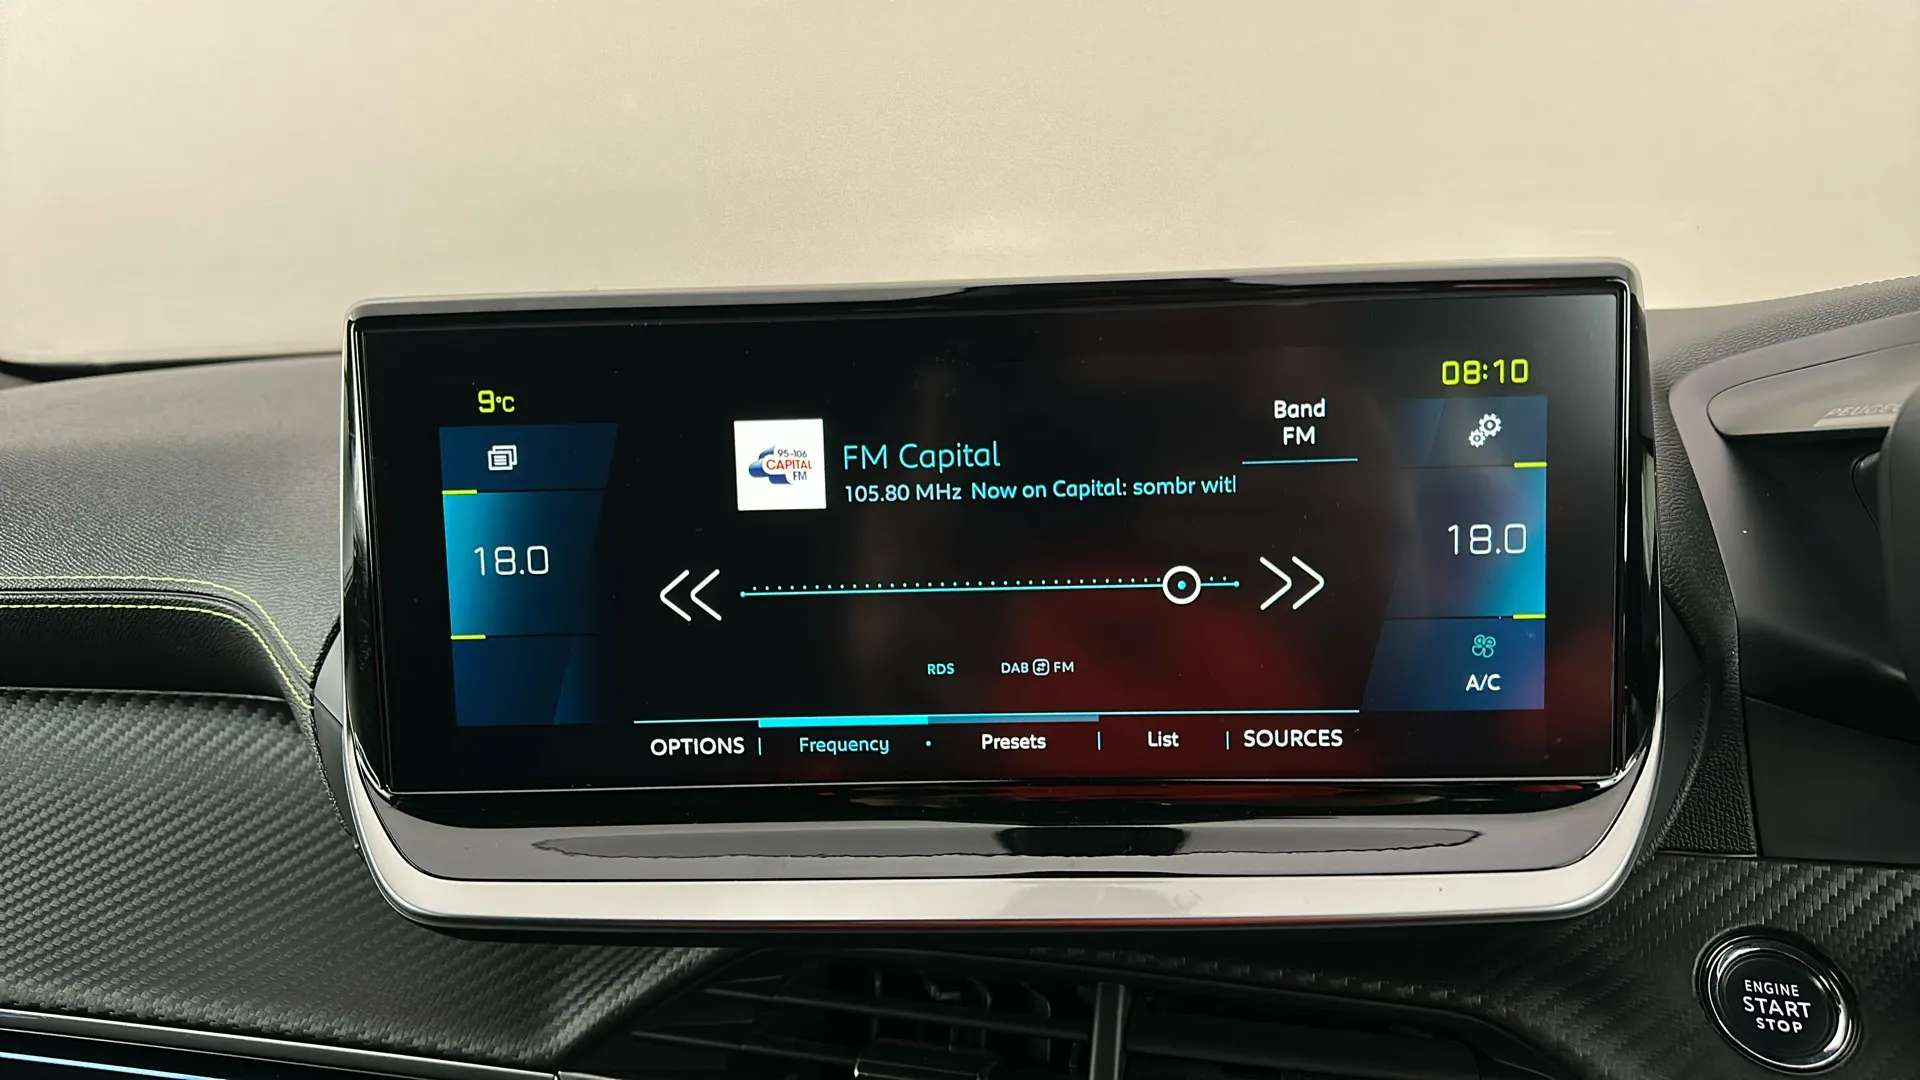 9°C
08:10
95-106
CAPITAL
FM
FM Capital
105.80 MHz Now on Capital: sombr
Band
FM
18.0
18.0
RDS
DAB FM
A/C
OPTIONS | Frequency • Presets | List | SOURCES
PEUGEOT
ENGINE
START
STOP